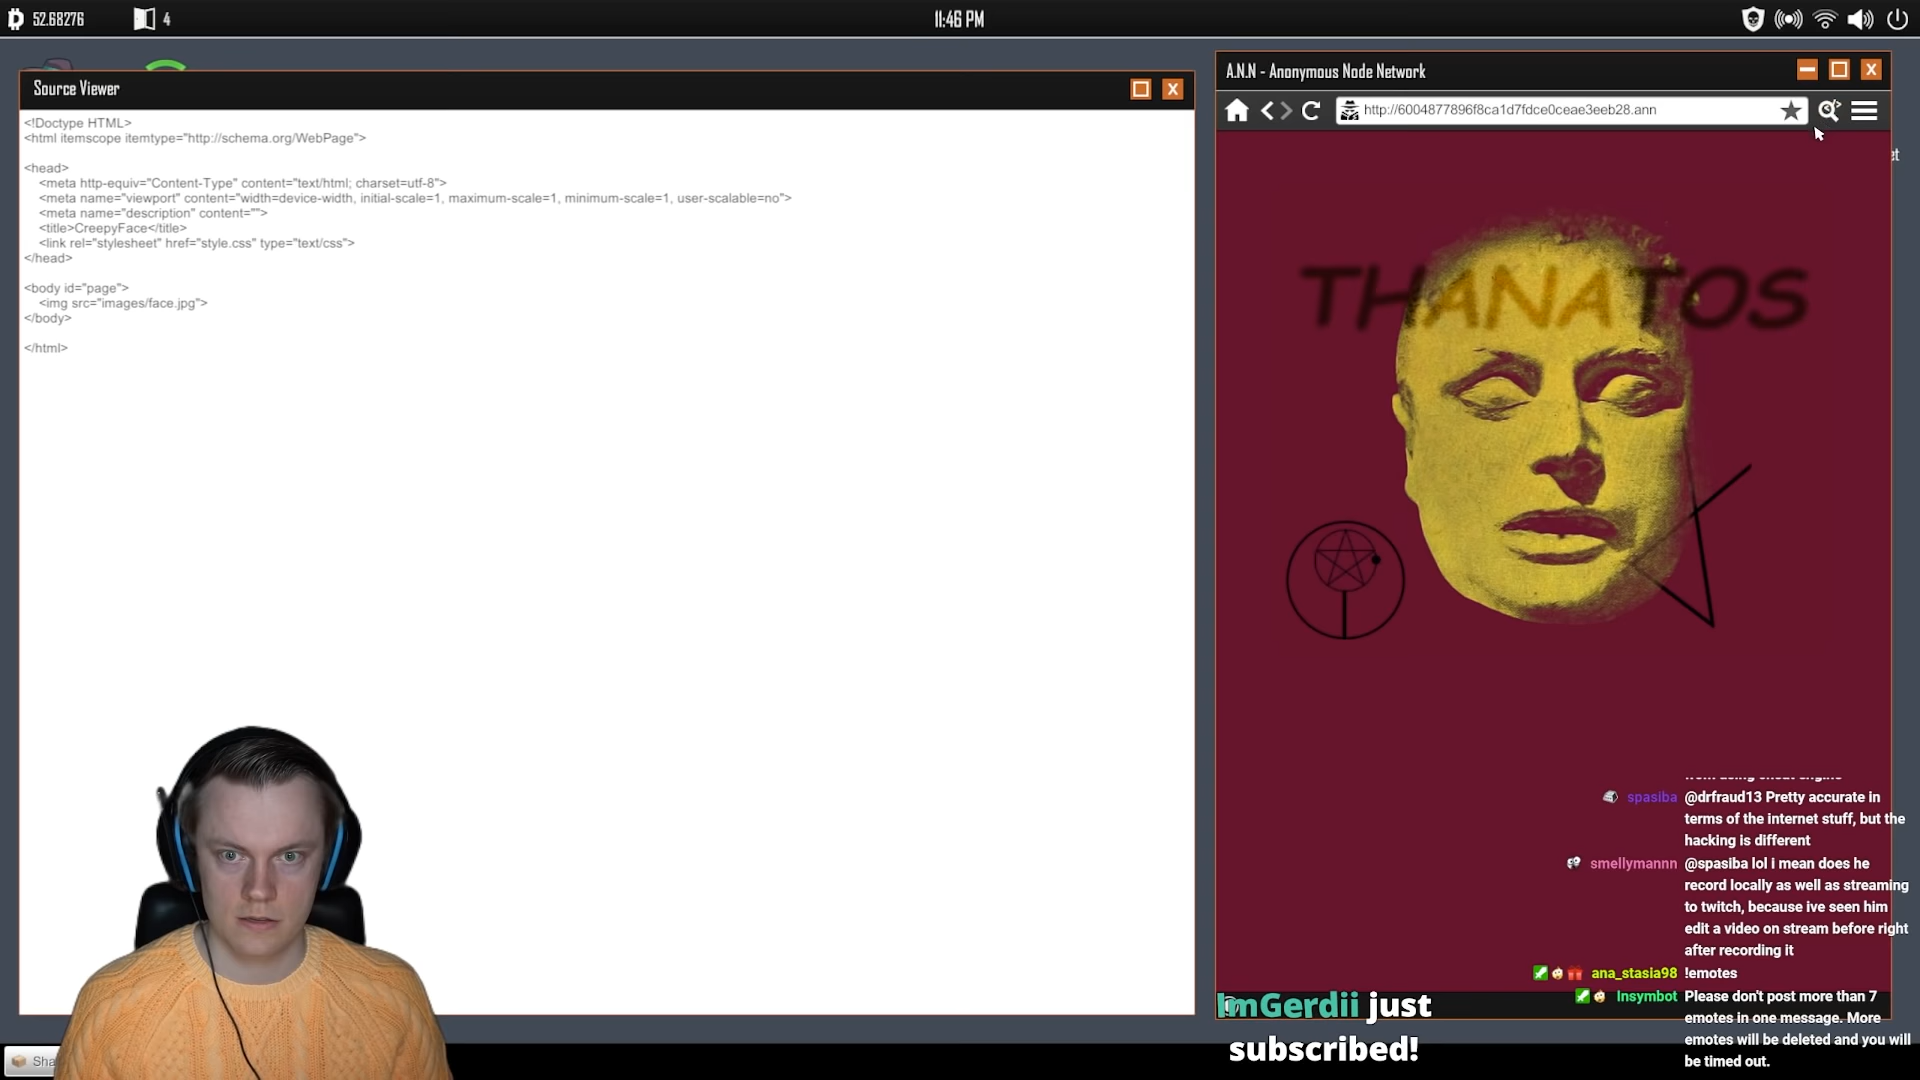 52.68276
4
11:46 PM
Source Viewer
<!Doctype HTML>
<html itemscope itemtype="http://schema.org/WebPage">
<head>
<meta http-equiv="Content-Type" content="text/html; charset=utf-8">
<meta name="viewport" content="width=device-width, initial-scale=1, maximum-scale=1, minimum-scale=1, user-scalable=no">
<meta name="description" content="">
<title>CreepyFace</title>
<link rel="stylesheet" href="style.css" type="text/css">
</head>
<body id="page">
<img src="images/face.jpg">
</body>
</html>
A.N.N - Anonymous Node Network
http://6004877896f8ca1d7fdce0ceae3eeb28.ann
THANATOS
spasiba @drfraud13 Pretty accurate in
terms of the internet stuff, but the
hacking is different
smellymannn @spasiba lol i mean does he
record locally as well as streaming
to twitch, because ive seen him
edit a video on stream before right
after recording it
ana_stasia98 !emotes
Insymbot Please don't post more than 7
emotes in one message. More
emotes will be deleted and you will
be timed out.
ImGerdii just
subscribed!
Sha